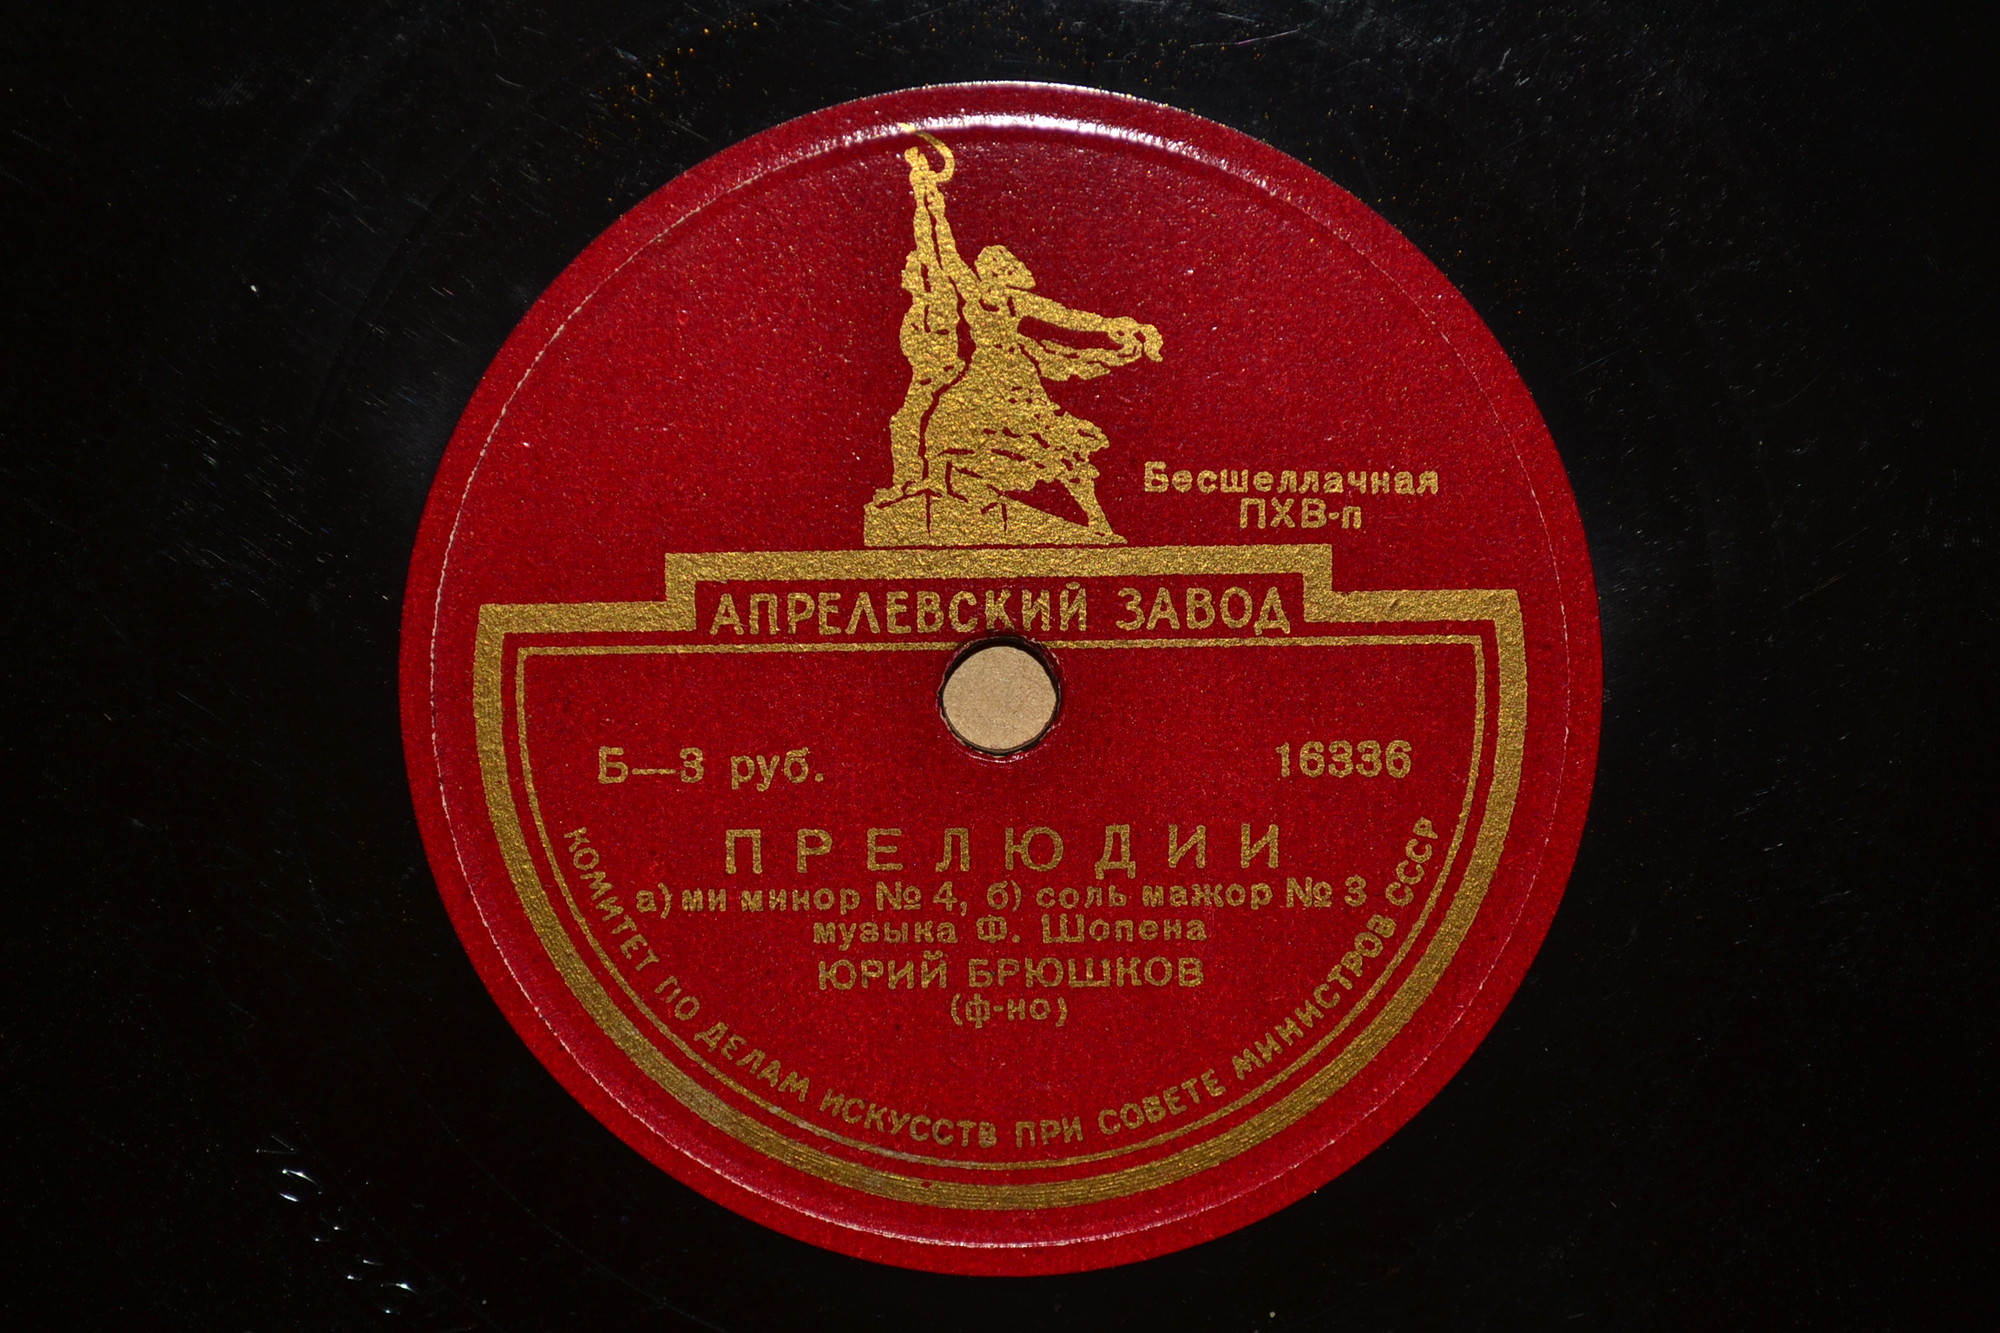 Бесшеллачная
ПХВ-п
АПРЕЛЕВСКИЙ ЗАВОД
Б—3 руб.
16336
ПРЕЛЮДИИ
а) ми минор № 4, б) соль мажор № 3
музыка Ф. Шопена
ЮРИЙ БРЮШКОВ
(ф-но)
КОМИТЕТ ПО ДЕЛАМ ИСКУССТВ ПРИ СОВЕТЕ МИНИСТРОВ СССР